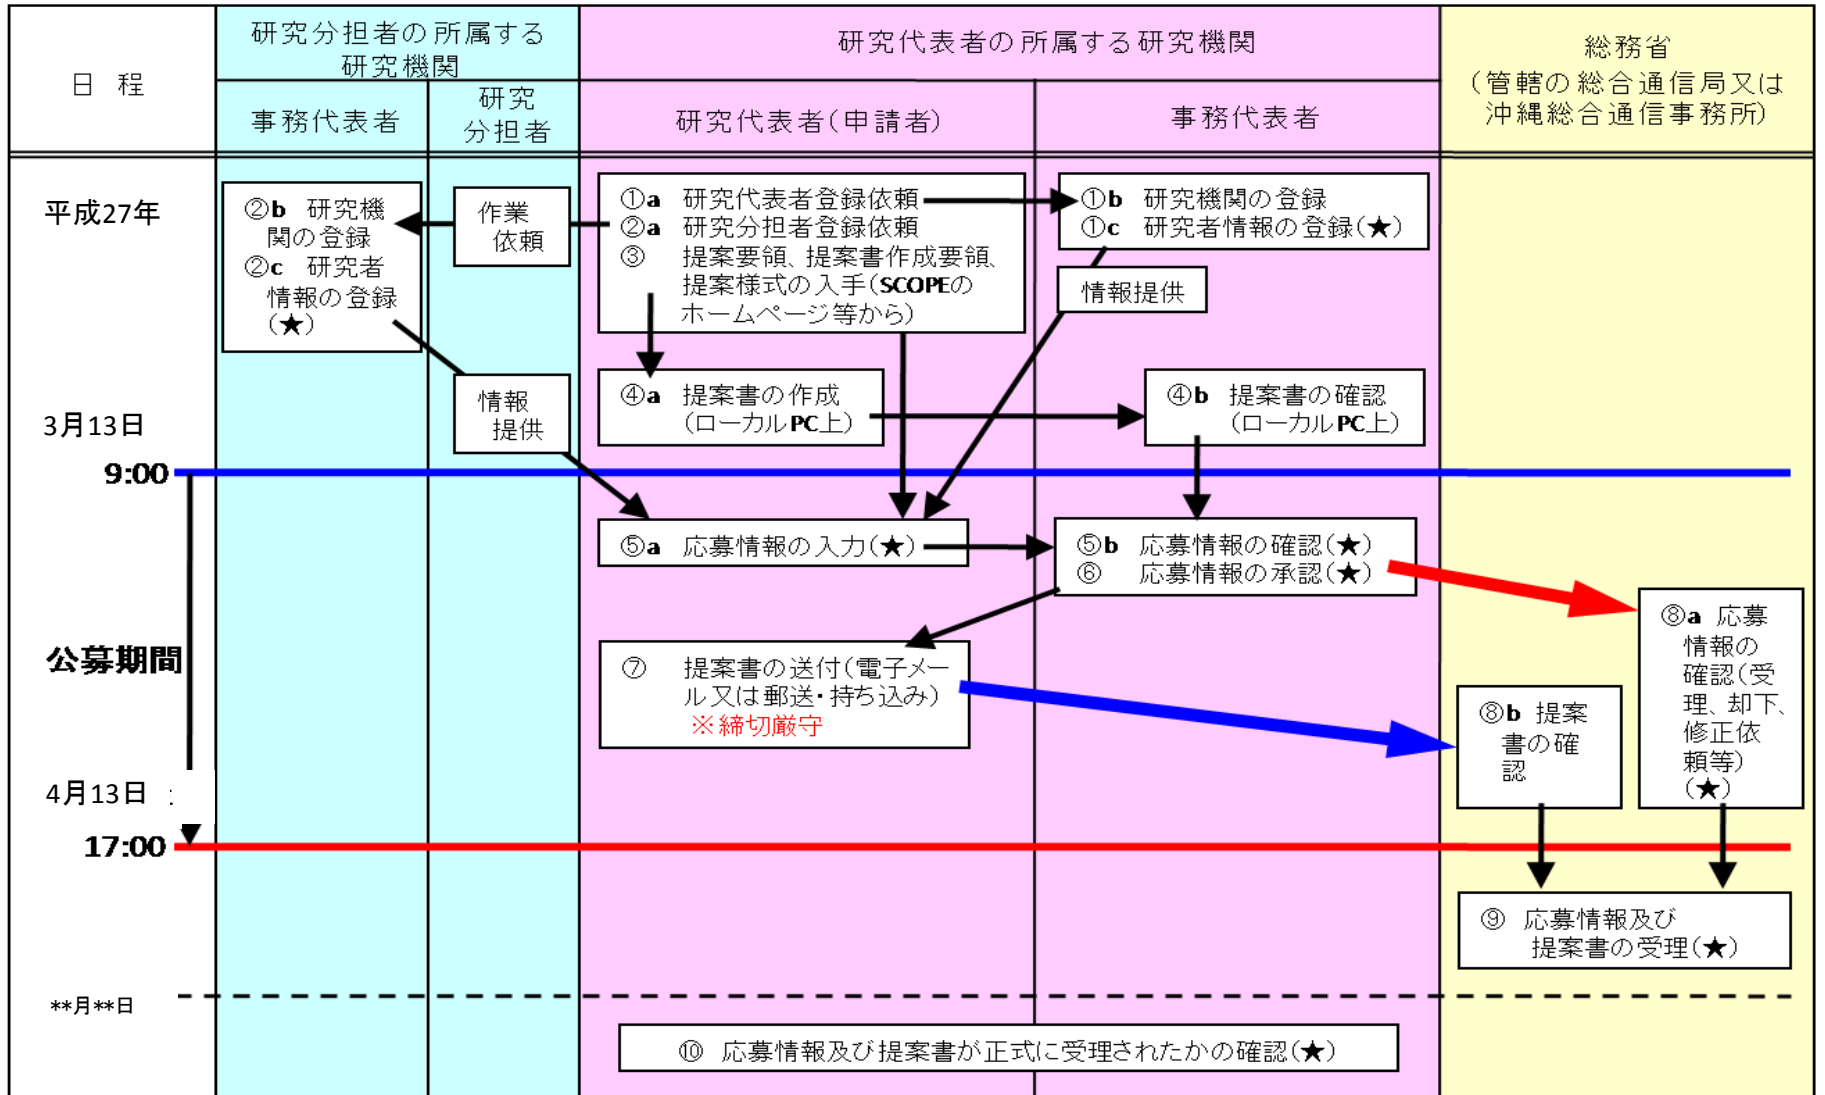 日 程
研究分担者の所属する
研究機関
事務代表者
研究
分担者
研究代表者の所属する研究機関
研究代表者(申請者)
事務代表者
総務省
(管轄の総合通信局又は
沖縄総合通信事務所)
平成27年
②b 研究機
関の登録
②c 研究者
情報の登録
(★)
作業
依頼
①a 研究代表者登録依頼
②a 研究分担者登録依頼
③ 提案要領、提案書作成要領、
提案様式の入手(SCOPEの
ホームページ等から)
①b 研究機関の登録
①c 研究者情報の登録(★)
情報提供
情報
提供
④a 提案書の作成
(ローカルPC上)
④b 提案書の確認
(ローカルPC上)
3月13日
9:00
⑤a 応募情報の入力(★)
⑤b 応募情報の確認(★)
⑥ 応募情報の承認(★)
公募期間
⑦ 提案書の送付(電子メー
ル又は郵送・持ち込み)
※締切厳守
⑧b 提案
書の確
認
⑧a 応募
情報の
確認(受
理、却下、
修正依
頼等)
(★)
4月13日
17:00
⑨ 応募情報及び
提案書の受理(★)
**月**日
⑩ 応募情報及び提案書が正式に受理されたかの確認(★)